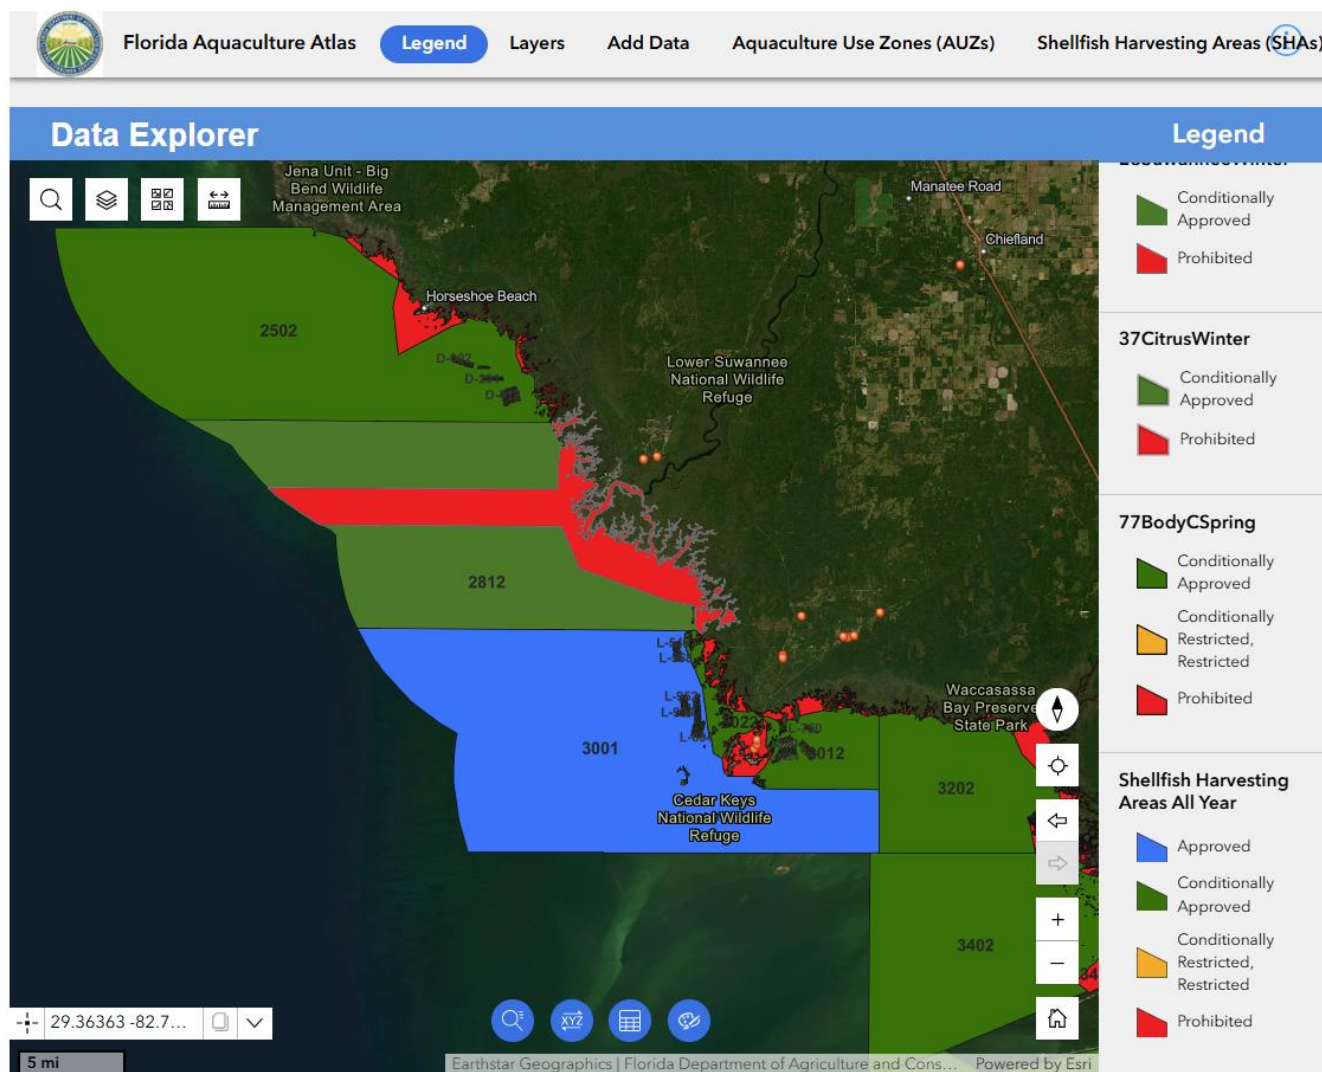 Florida Aquaculture Atlas
Legend
Layers
Add Data
Aquaculture Use Zones (AUZs)
Shellfish Harvesting Areas (SHAs)
Data Explorer
Legend
Jena Unit - Big
Bend Wildlife
Management Area
Manatee Road
Chiefland
Horseshoe Beach
2502
Lower Suwannee
National Wildlife
Refuge
2812
Waccasassa
Bay Preserve
State Park
3001
3012
3202
Cedar Keys
National Wildlife
Refuge
3402
34
29.36363 -82.7...
XYZ
5 mi
Earthstar Geographics | Florida Department of Agriculture and Cons...
Powered by Esri
Conditionally
Approved
Prohibited
37CitrusWinter
Conditionally
Approved
Prohibited
77BodyCSpring
Conditionally
Approved
Conditionally
Restricted,
Restricted
Prohibited
Shellfish Harvesting
Areas All Year
Approved
Conditionally
Approved
Conditionally
Restricted,
Restricted
Prohibited